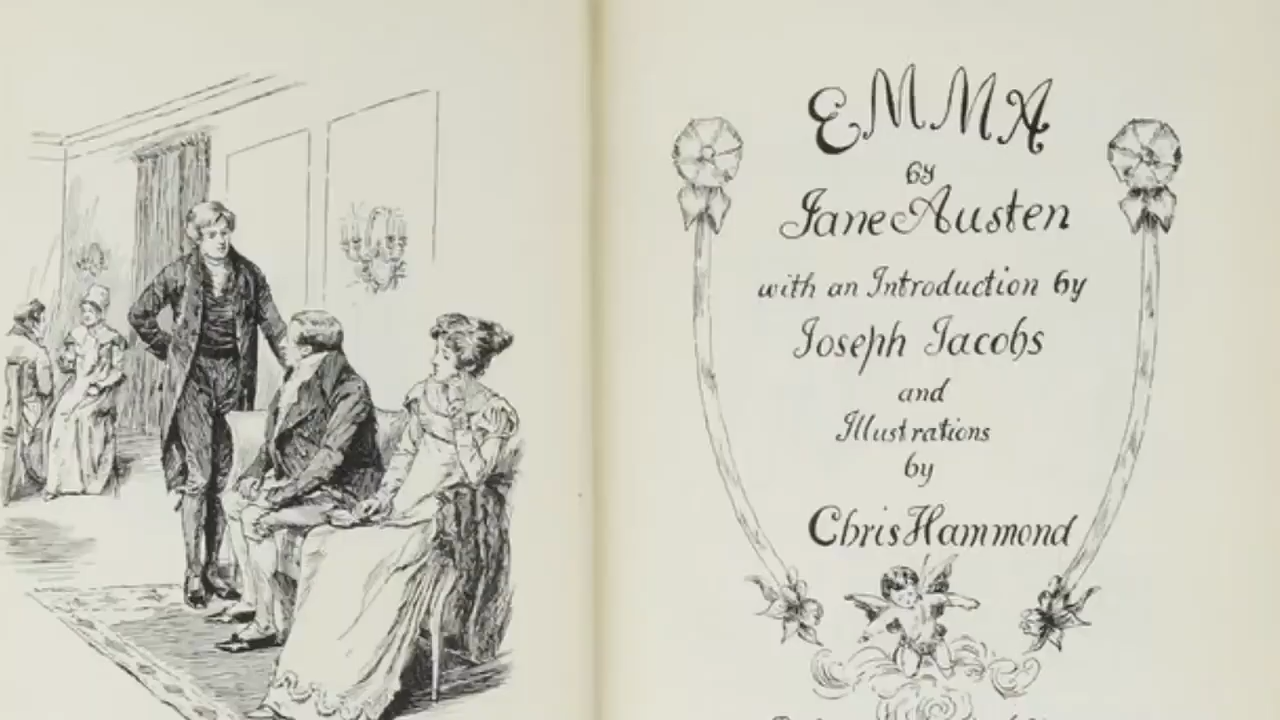 EMMA
by
Jane Austen
with an Introduction by
Joseph Jacobs
and
Illustrations
by
Chris Hammond